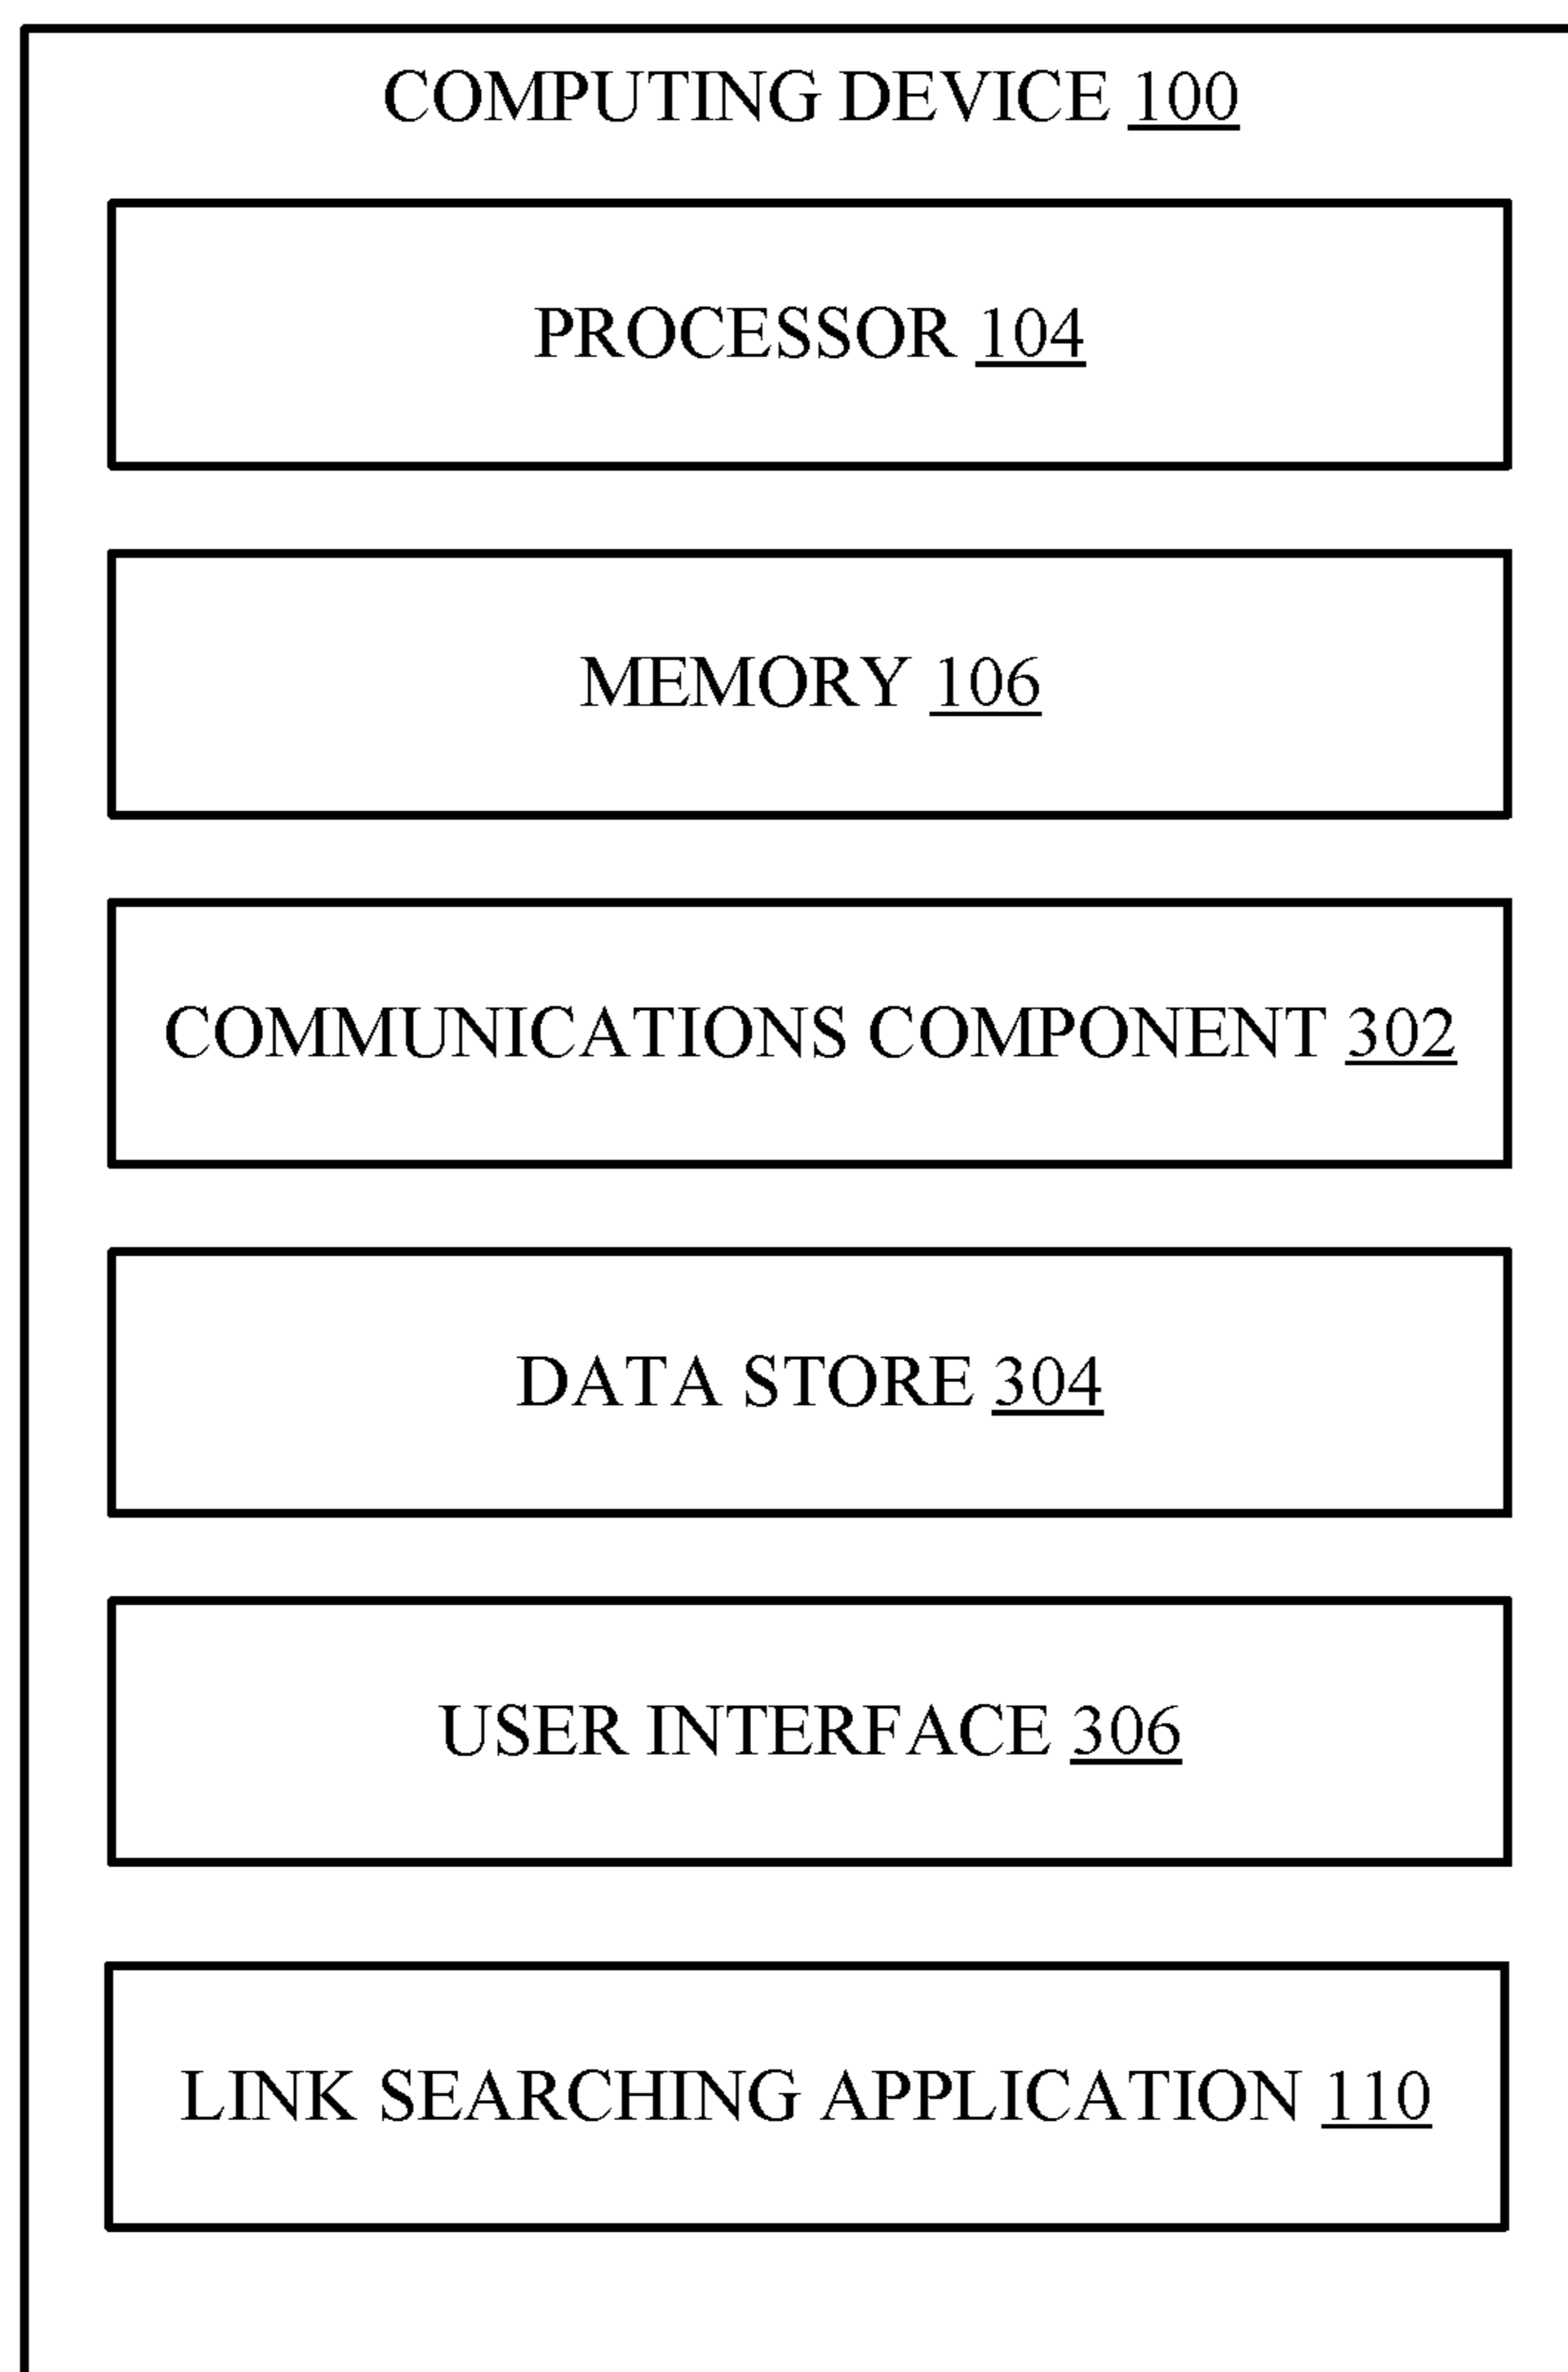 COMPUTING DEVICE 100
PROCESSOR 104
MEMORY 106
COMMUNICATIONS COMPONENT 302
DATA STORE 304
USER INTERFACE 306
LINK SEARCHING APPLICATION 110